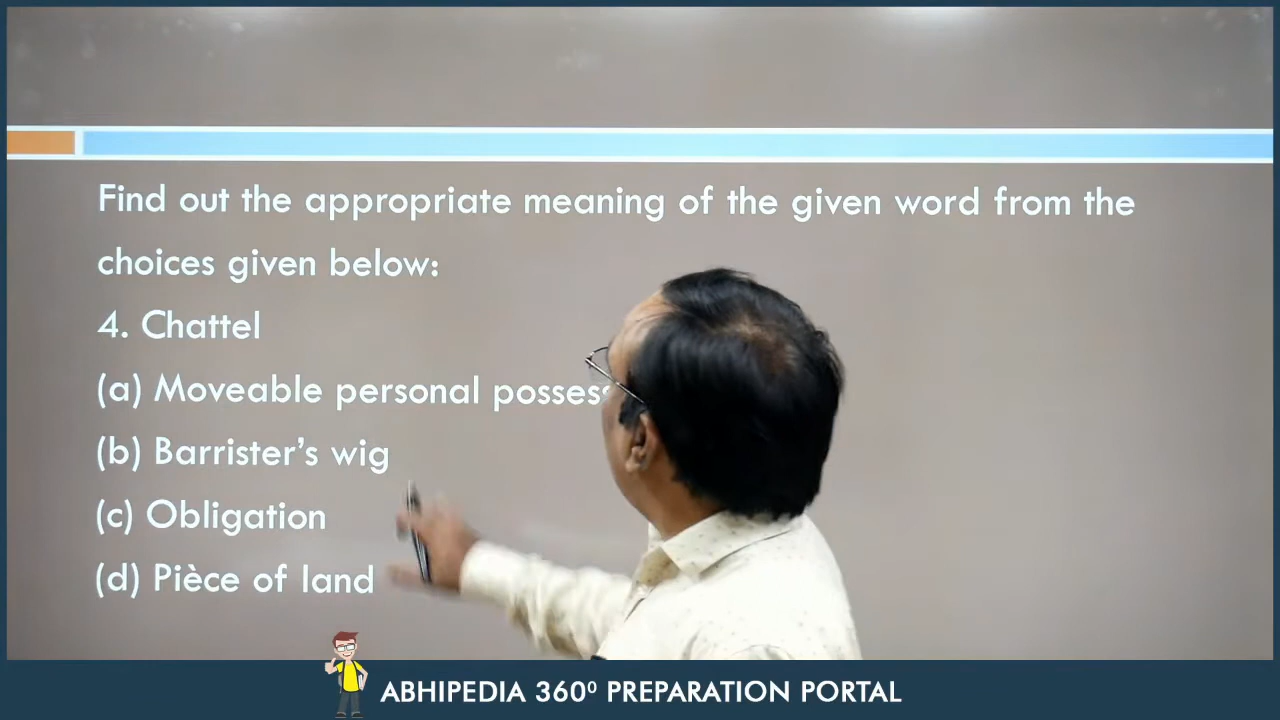 Find out the appropriate meaning of the given word from the
choices given below:
4. Chattel
(a) Moveable personal
(b) Barrister's wig
(c) Obligation
(d) Pièce of land
ABHIPEDIA 360⁰ PREPARATION PORTAL